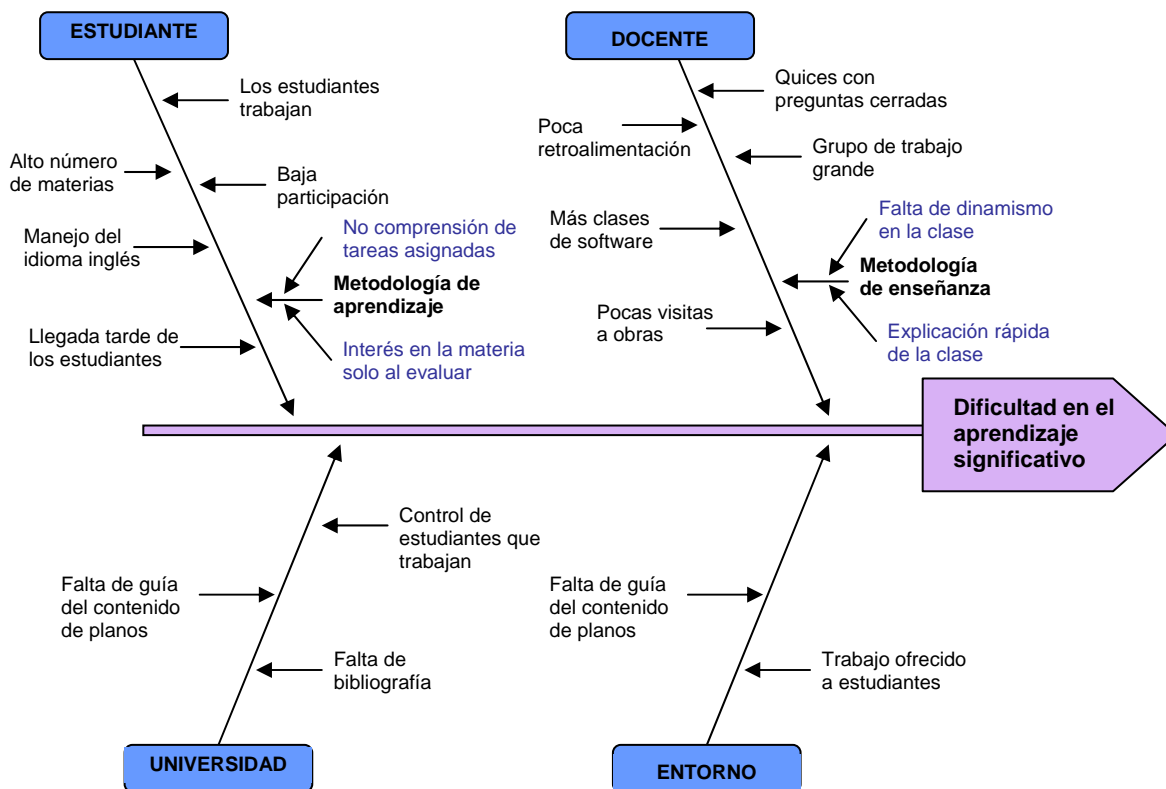 ESTUDIANTE
Los estudiantes
trabajan
Alto número
de materias
Baja
participación
Manejo del
idioma inglés
No comprensión de
tareas asignadas
Metodología de
aprendizaje
Interés en la materia
solo al evaluar
Llegada tarde de
los estudiantes
DOCENTE
Quices con
preguntas cerradas
Poca
retroalimentación
Grupo de trabajo
grande
Más clases
de software
Falta de dinamismo
en la clase
Metodología
de enseñanza
Explicación rápida
de la clase
Pocas visitas
a obras
Dificultad en el
aprendizaje
significativo
Control de
estudiantes que
trabajan
Falta de guía
del contenido
de planos
Falta de
bibliografía
UNIVERSIDAD
Falta de guía
del contenido
de planos
Trabajo ofrecido
a estudiantes
ENTORNO